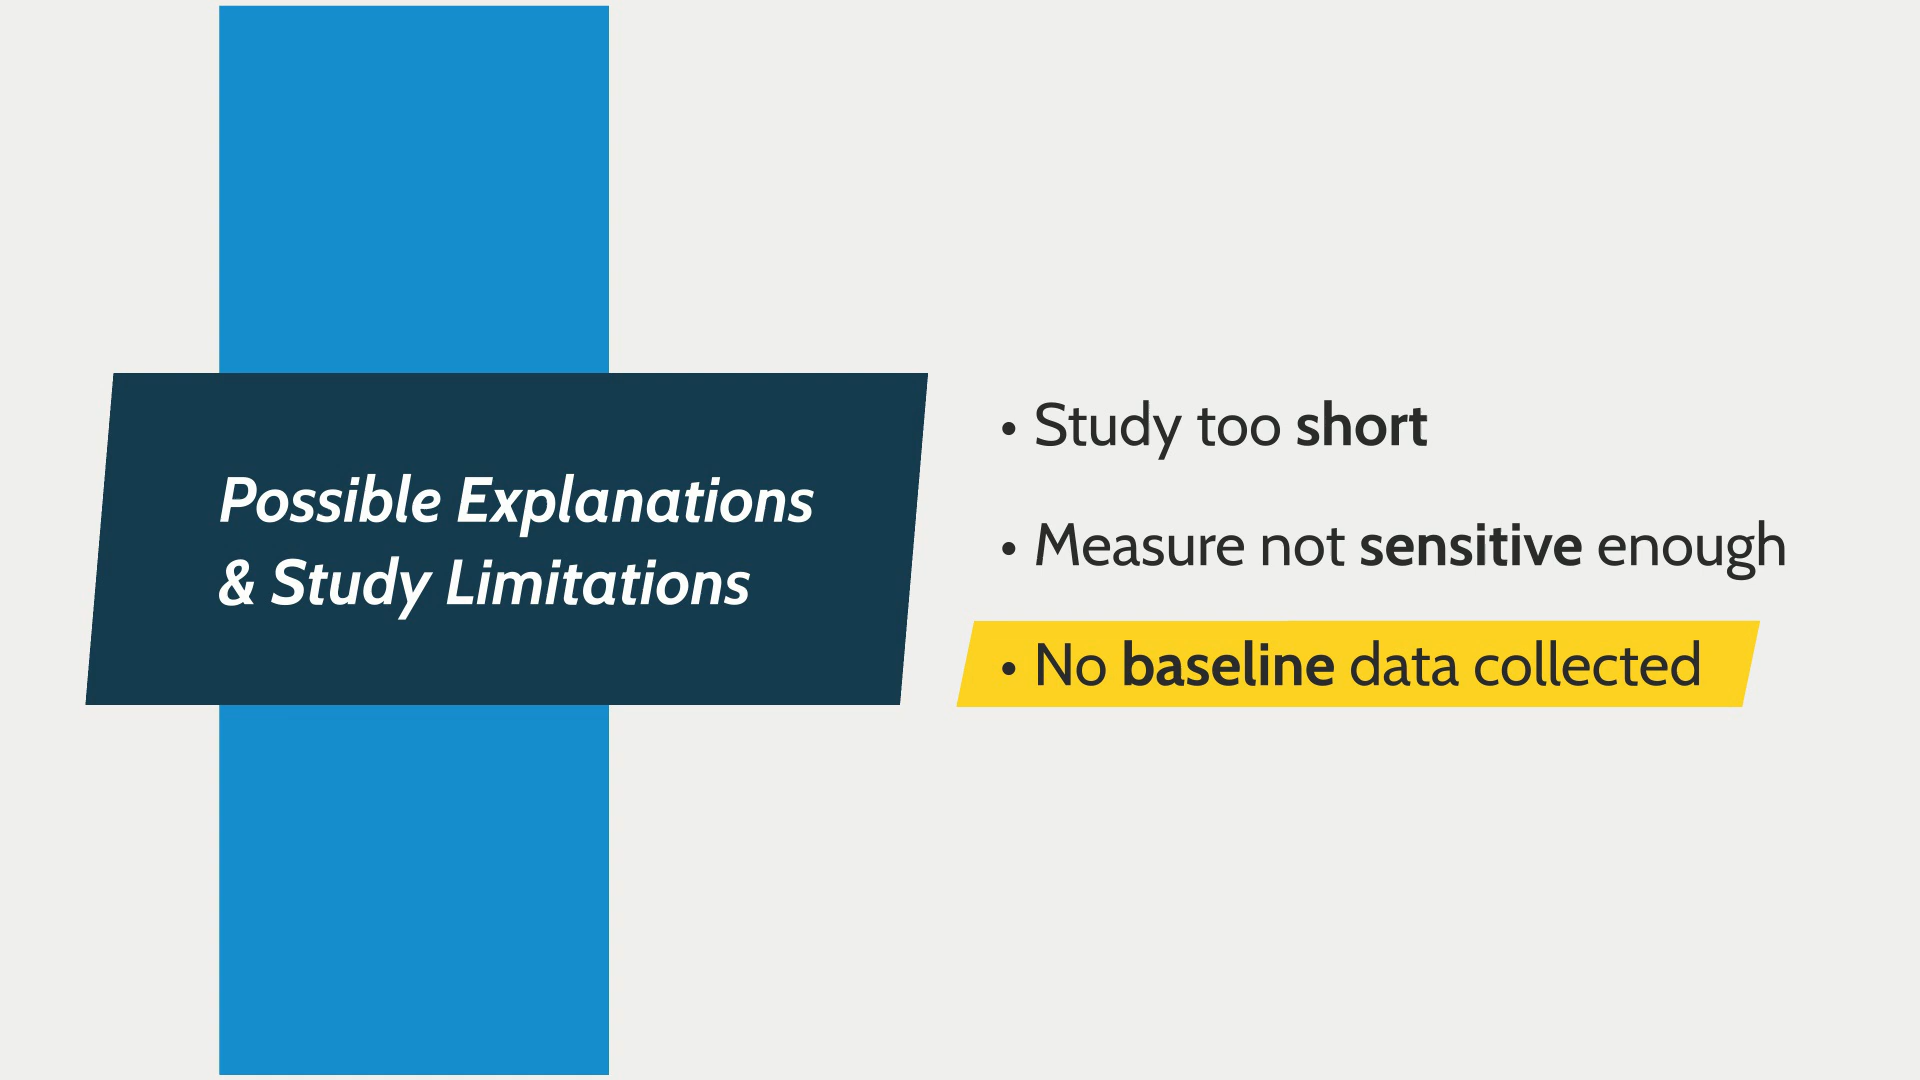 Possible Explanations
& Study Limitations
• Study too short
• Measure not sensitive enough
• No baseline data collected